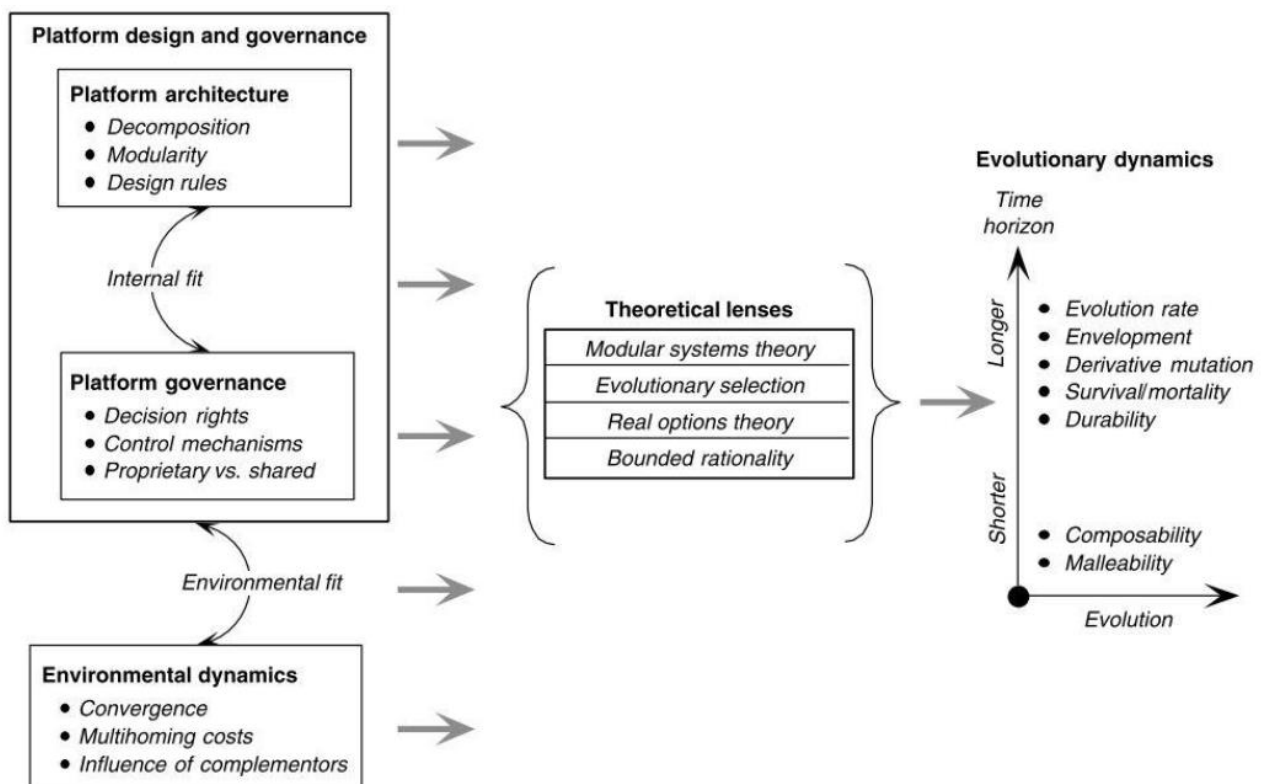 Platform design and governance
Platform architecture
• Decomposition
• Modularity
• Design rules
Internal fit
Platform governance
• Decision rights
• Control mechanisms
• Proprietary vs. shared
Environmental fit
Environmental dynamics
• Convergence
• Multihoming costs
• Influence of complementors
Theoretical lenses
Modular systems theory
Evolutionary selection
Real options theory
Bounded rationality
Evolutionary dynamics
Time
horizon
Longer
• Evolution rate
• Envelopment
• Derivative mutation
• Survival/mortality
• Durability
Shorter
• Composability
• Malleability
Evolution